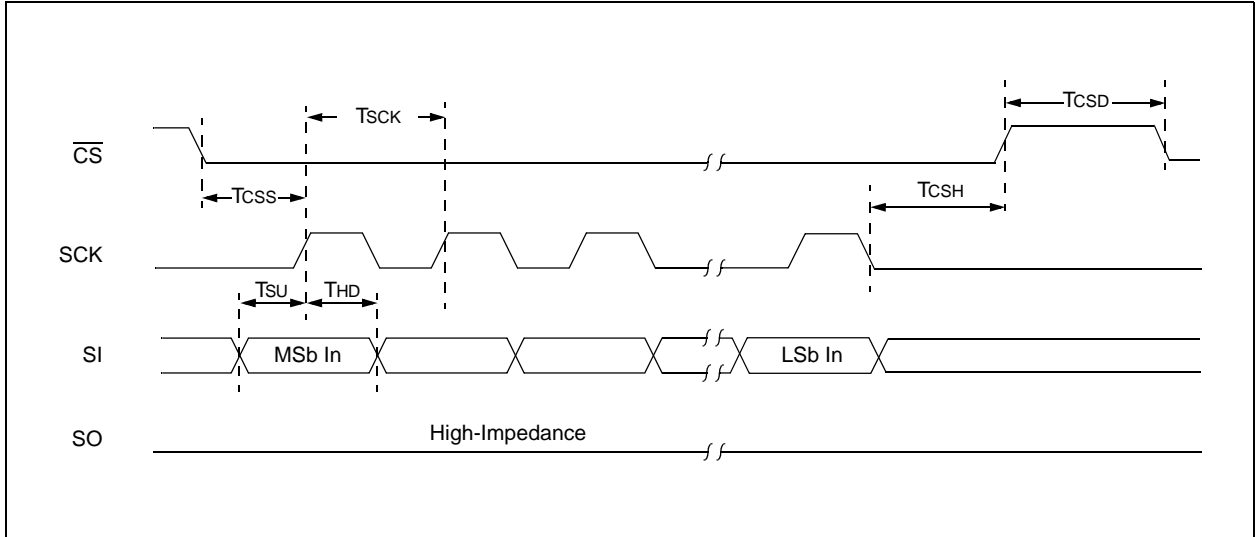 TCSD
TSCK
CS
TCSH
TCSS
SCK
TSU
THD
SI
MSb In
LSb In
High-Impedance
SO